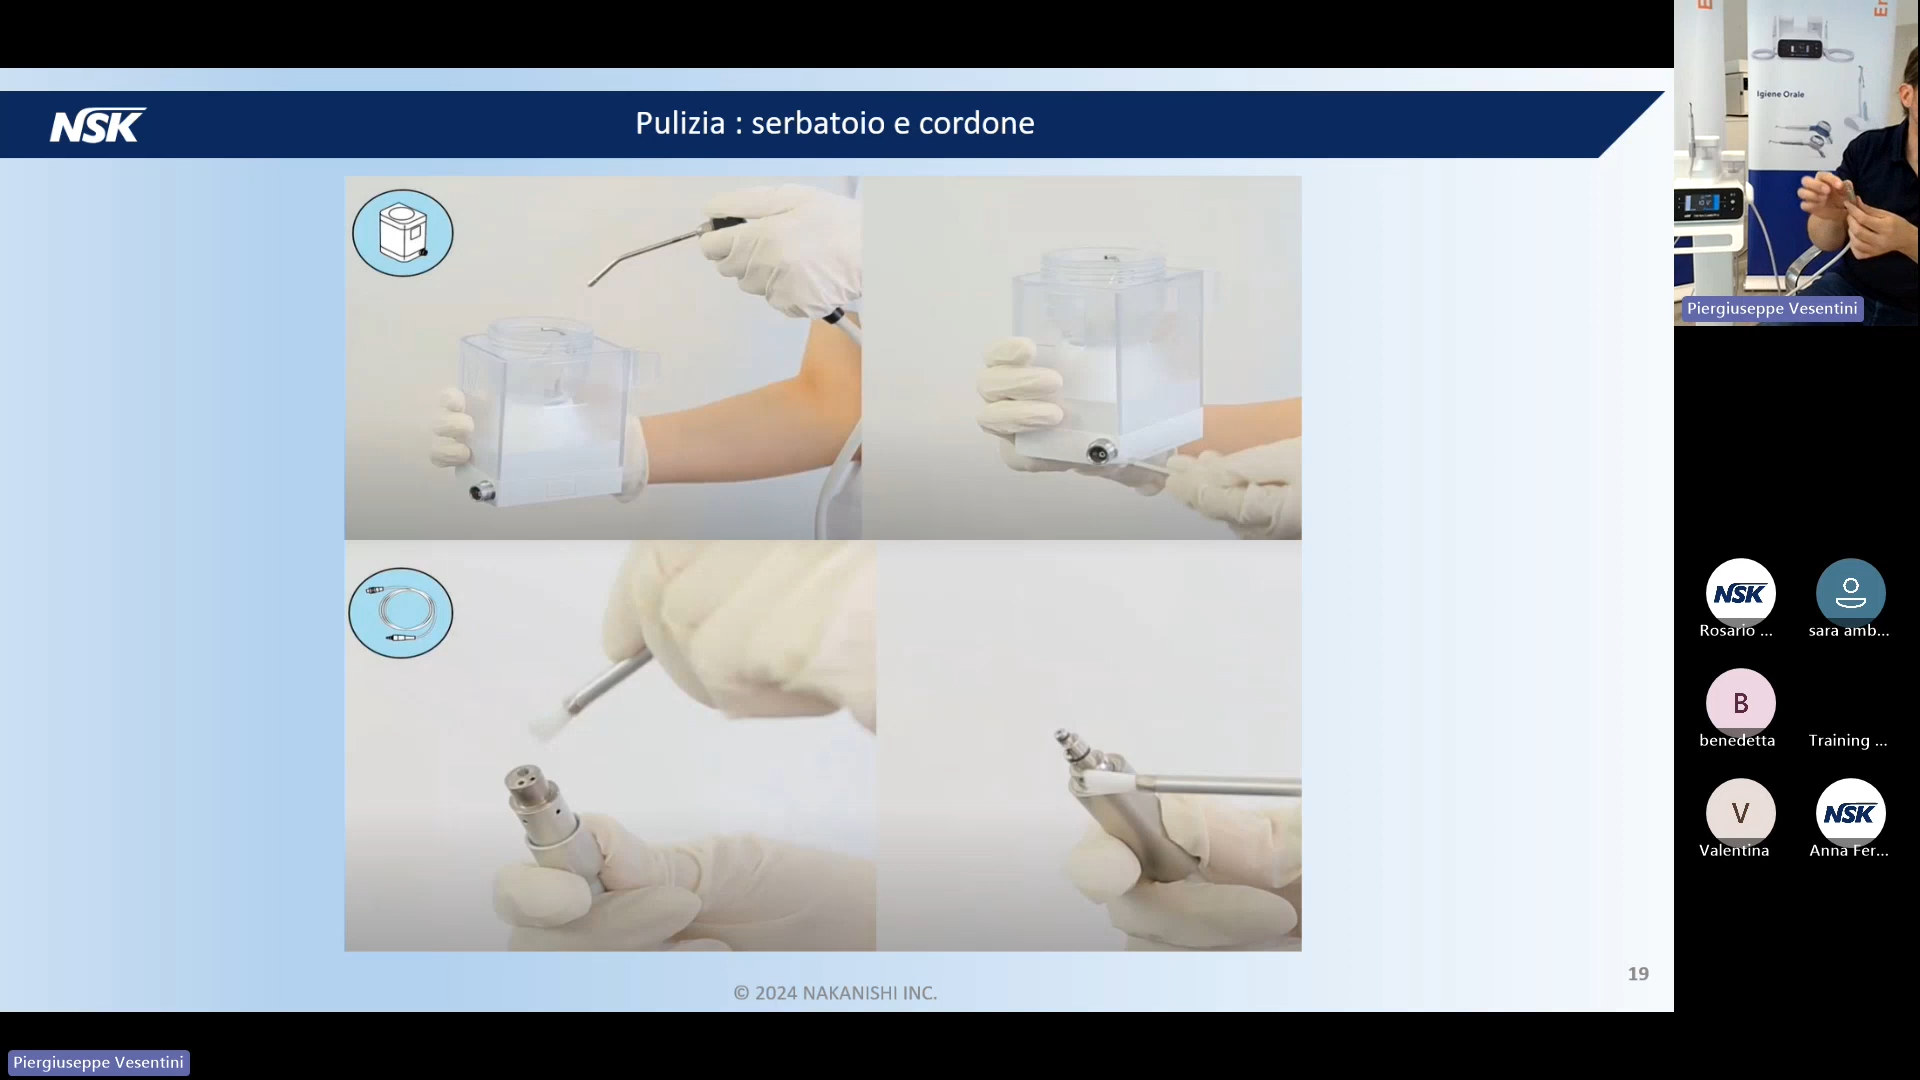 NSK
Pulizia : serbatoio e cordone
© 2024 NAKANISHI INC.
19
Igiene Orale
Piergiuseppe Vesentini
NSK
Rosario ...
sara amb...
B
benedetta
Training ...
V
Valentina
NSK
Anna Fer...
Piergiuseppe Vesentini